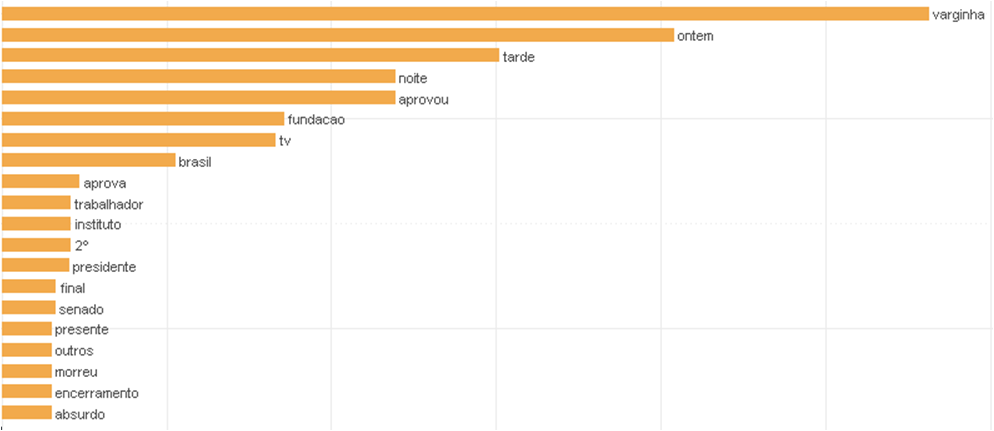 varginha
ontem
tarde
noite
aprovou
fundacao
tv
brasil
aprova
trabalhador
instituto
2º
presidente
final
senado
presente
outros
morreu
encerramento
absurdo